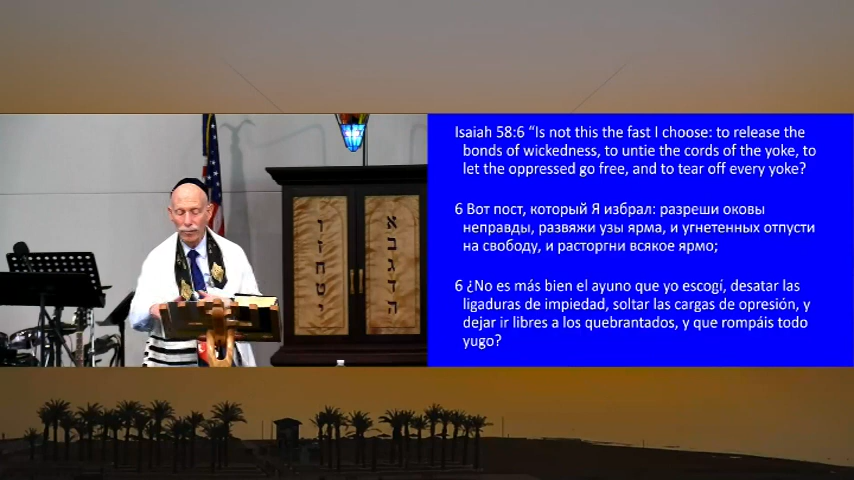 א
ב
ג
ד
ה
ו
ז
ח
ט
י
Isaiah 58:6 “Is not this the fast I choose: to release the
bonds of wickedness, to untie the cords of the yoke, to
let the oppressed go free, and to tear off every yoke?
6 Вот пост, который Я избрал: разреши оковы
неправды, развяжи узы ярма, и угнетенных отпусти
на свободу, и расторгни всякое ярмо;
6 ¿No es más bien el ayuno que yo escogí, desatar las
ligaduras de impiedad, soltar las cargas de opresión, y
dejar ir libres a los quebrantados, y que rompáis todo
yugo?